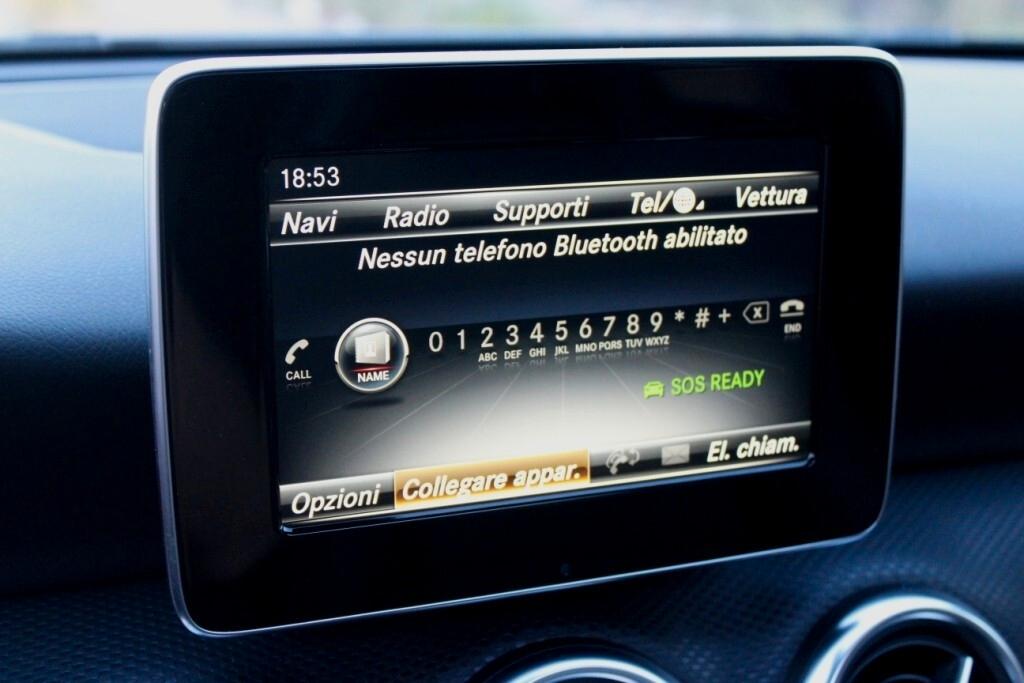 18:53
Navi Radio Supporti Tel/ Vettura
Nessun telefono Bluetooth abilitato
CALL NAME 0 1 2 3 4 5 6 7 8 9 * # + END
ABC DEF GHI JKL MNO PQRS TUV WXYZ
SOS READY
Opzioni Collegare appar. El. chiam.